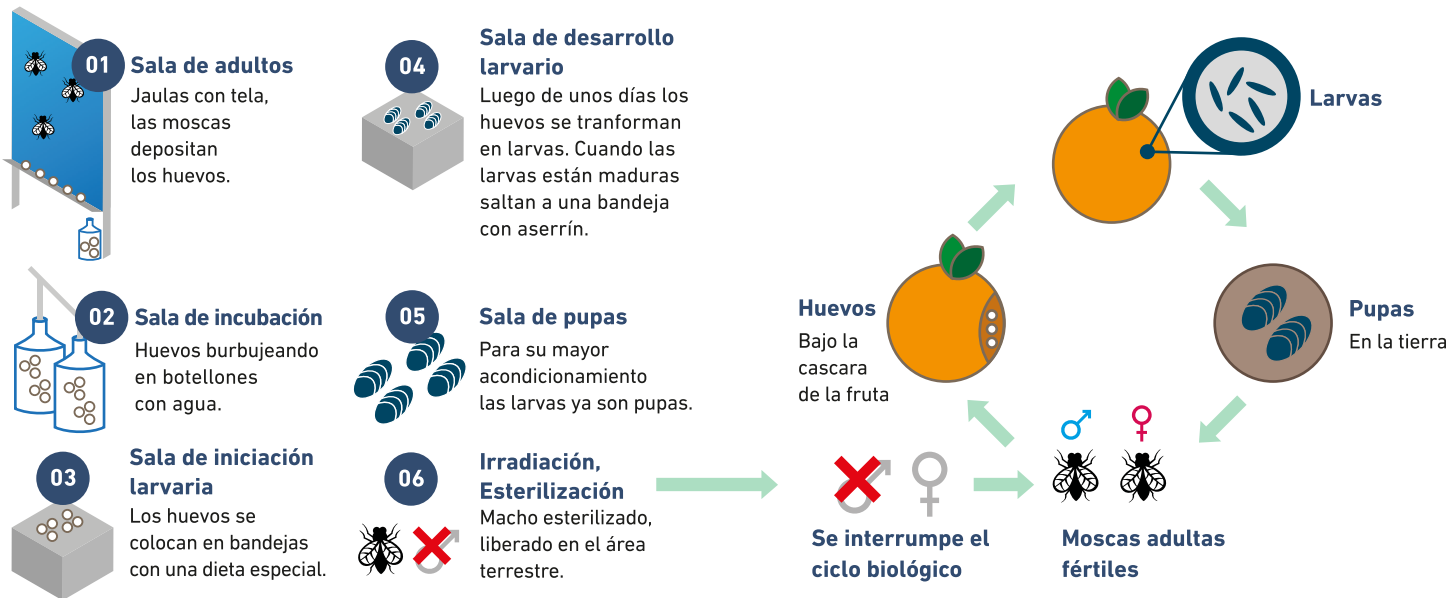 01
Sala de adultos
Jaulas con tela,
las moscas
depositan
los huevos.
02
Sala de incubación
Huevos burbujeando
en botellones
con agua.
03
Sala de iniciación
larvaria
Los huevos se
colocan en bandejas
con una dieta especial.
04
Sala de desarrollo
larvario
Luego de unos días los
huevos se tranforman
en larvas. Cuando las
larvas están maduras
saltan a una bandeja
con aserrín.
05
Sala de pupas
Para su mayor
acondicionamiento
las larvas ya son pupas.
06
Irradiación,
Esterilización
Macho esterilizado,
liberado en el área
terrestre.
Larvas
Huevos
Bajo la
cascara
de la fruta
Pupas
En la tierra
Se interrumpe el
ciclo biológico
Moscas adultas
fértiles